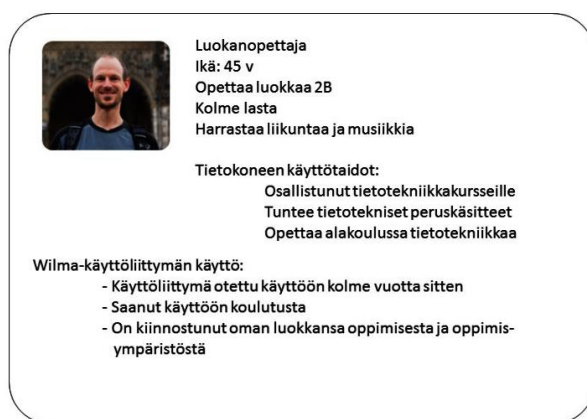 Luokanopettaja
Ikä: 45 v
Opettaa luokkaa 2B
Kolme lasta
Harrastaa liikuntaa ja musiikkia
Tietokoneen käyttötaidot:
Osallistunut tietotekniikkakursseille
Tuntee tietotekniset peruskäsitteet
Opettaa alakoulussa tietotekniikkaa
Wilma-käyttöliittymän käyttö:
- Käyttöliittymä otettu käyttöön kolme vuotta sitten
- Saanut käyttöön koulutusta
- On kiinnostunut oman luokkansa oppimisesta ja oppimis-
ympäristöstä